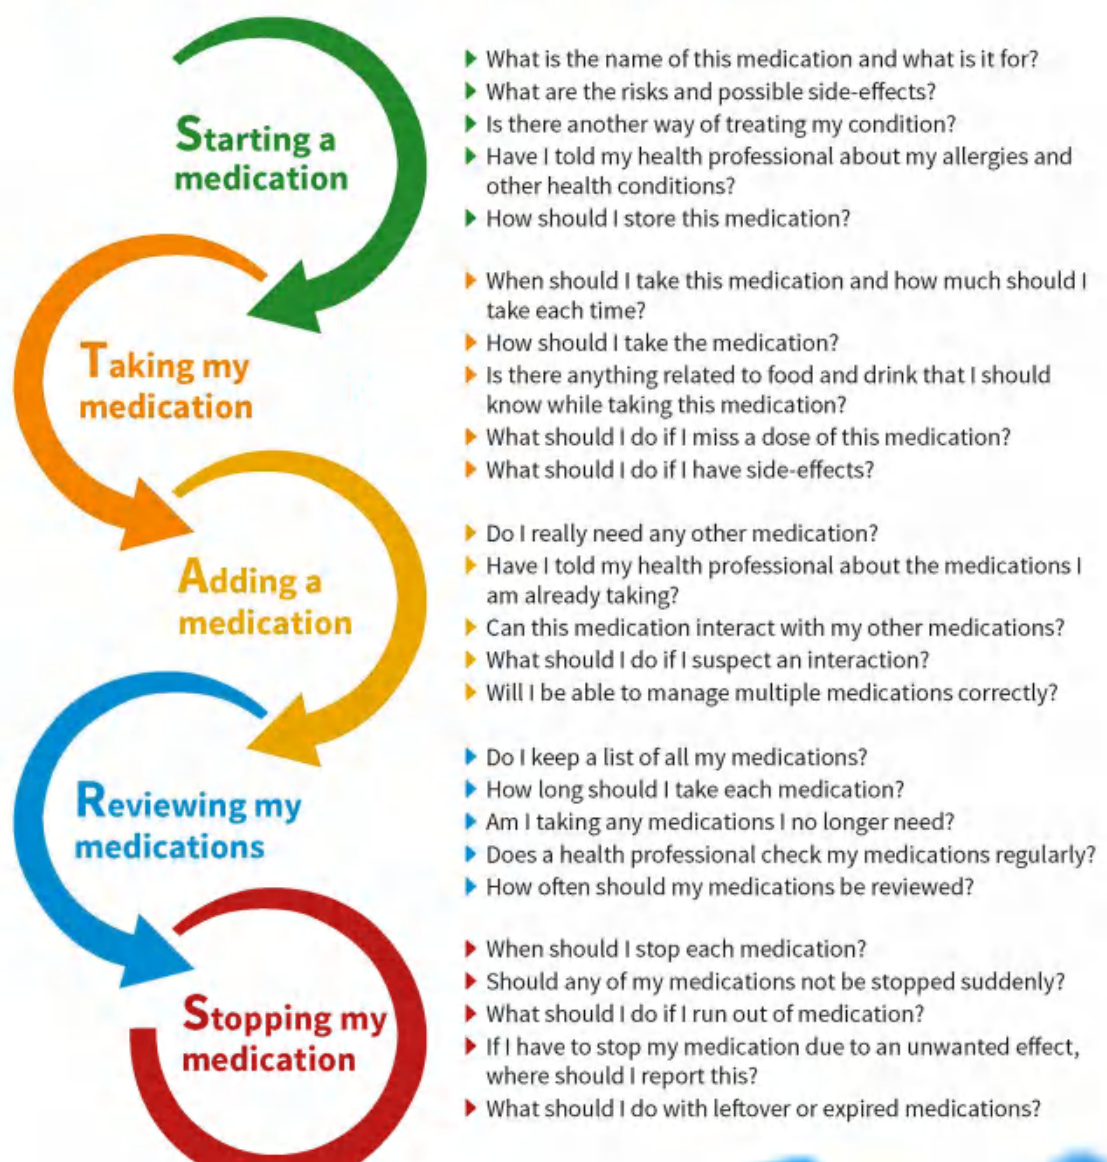 Starting a
medication
▶ What is the name of this medication and what is it for?
▶ What are the risks and possible side-effects?
▶ Is there another way of treating my condition?
▶ Have I told my health professional about my allergies and
other health conditions?
▶ How should I store this medication?
Taking my
medication
▶ When should I take this medication and how much should I
take each time?
▶ How should I take the medication?
▶ Is there anything related to food and drink that I should
know while taking this medication?
▶ What should I do if I miss a dose of this medication?
▶ What should I do if I have side-effects?
Adding a
medication
▶ Do I really need any other medication?
▶ Have I told my health professional about the medications I
am already taking?
▶ Can this medication interact with my other medications?
▶ What should I do if I suspect an interaction?
▶ Will I be able to manage multiple medications correctly?
Reviewing my
medications
▶ Do I keep a list of all my medications?
▶ How long should I take each medication?
▶ Am I taking any medications I no longer need?
▶ Does a health professional check my medications regularly?
▶ How often should my medications be reviewed?
Stopping my
medication
▶ When should I stop each medication?
▶ Should any of my medications not be stopped suddenly?
▶ What should I do if I run out of medication?
▶ If I have to stop my medication due to an unwanted effect,
where should I report this?
▶ What should I do with leftover or expired medications?